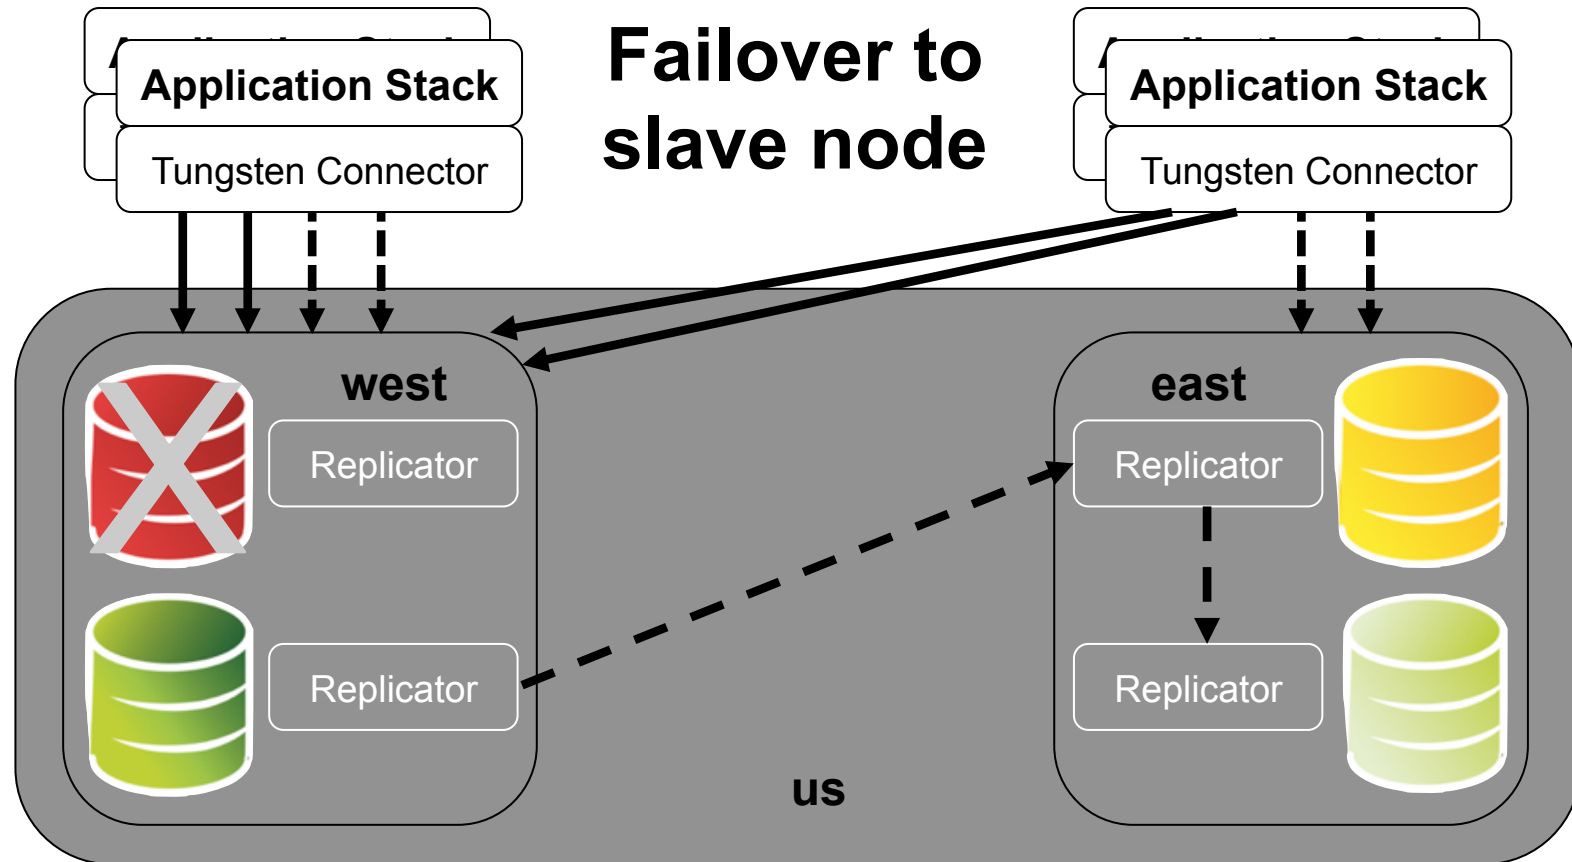 Failover to
slave node
Application Stack
Tungsten Connector
Application Stack
Tungsten Connector
west
Replicator
Replicator
east
Replicator
Replicator
us